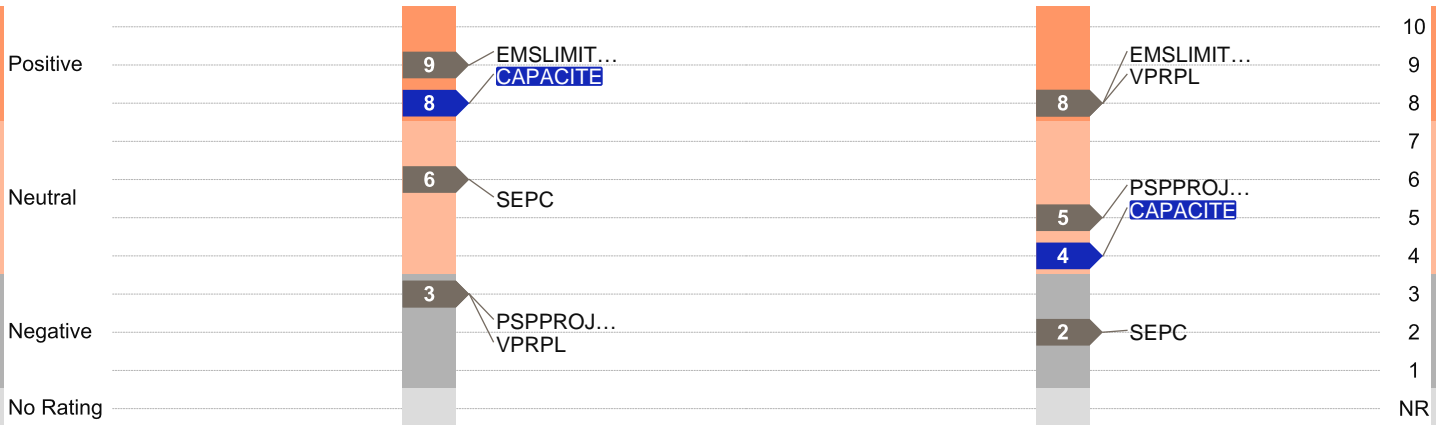 10
Positive
9
EMSLIMIT…
CAPACITE
EMSLIMIT…
VPRPL
9
8
8
8
7
Neutral
6
SEPC
PSPPROJ…
CAPACITE
6
5
5
4
4
3
3
Negative
PSPPROJ…
VPRPL
2
SEPC
2
1
No Rating
NR